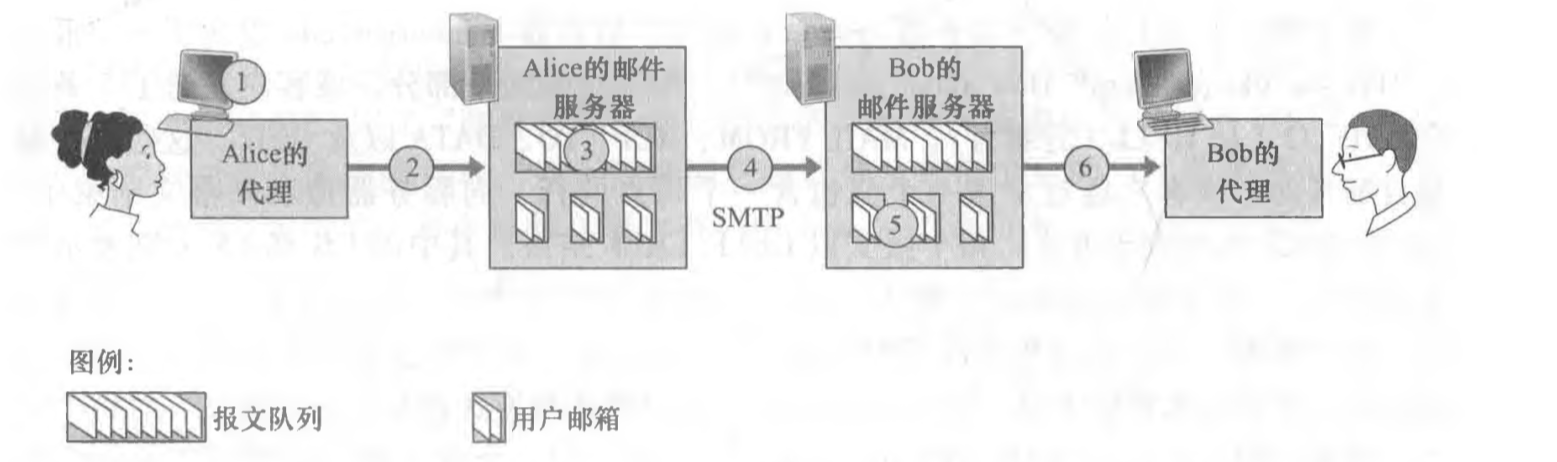 ①
Alice的
代理
②
Alice的邮件
服务器
③
④
SMTP
Bob的
邮件服务器
⑤
⑥
Bob的
代理
图例：
报文队列
用户邮箱